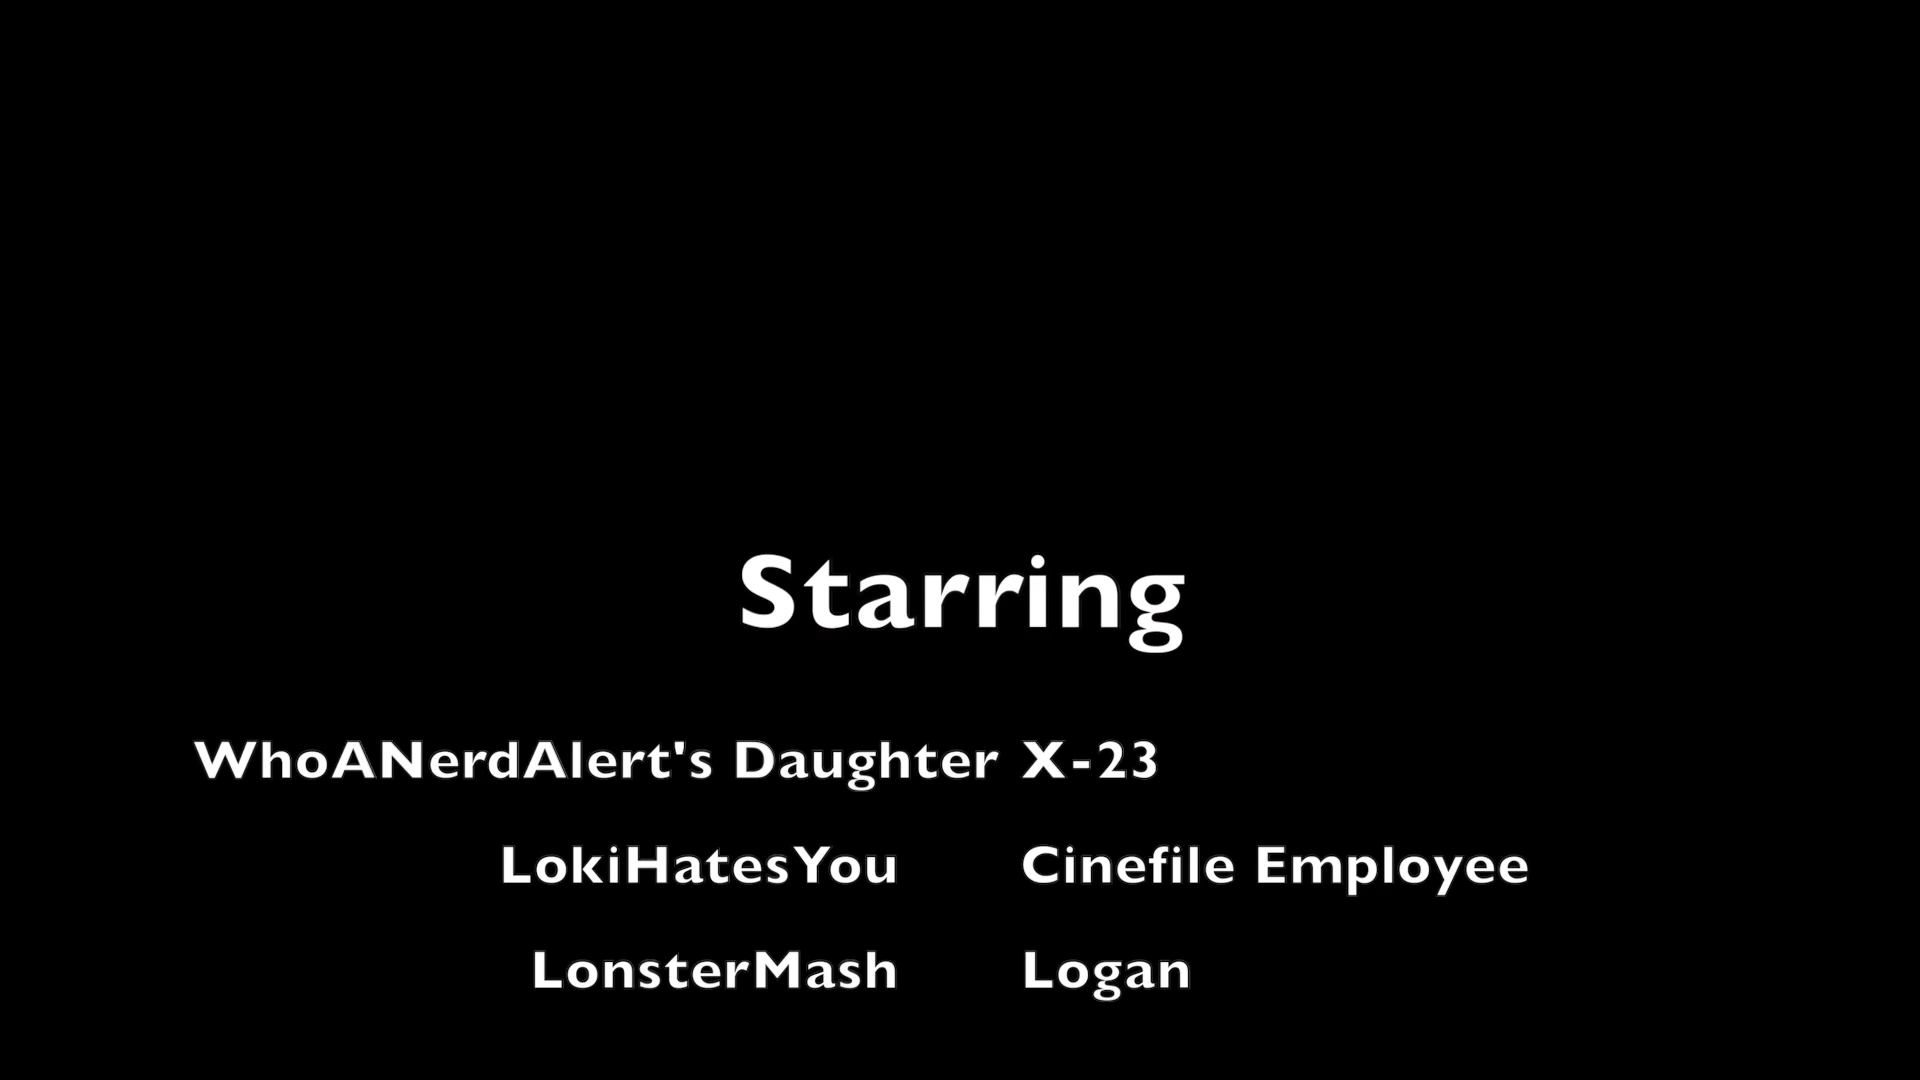 Starring
WhoANerdAlert's Daughter X-23
LokiHatesYou Cinefile Employee
LonsterMash Logan